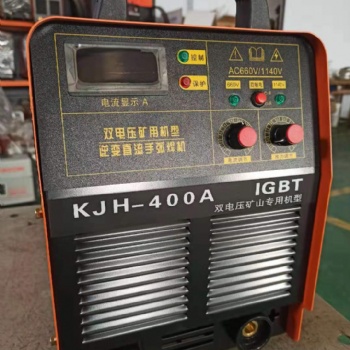 控制
保护
电流显示 A
AC660V/1140V
双电压矿用机型
逆变直流手弧焊机
KJH-400A
IGBT
双电压矿山专用机型